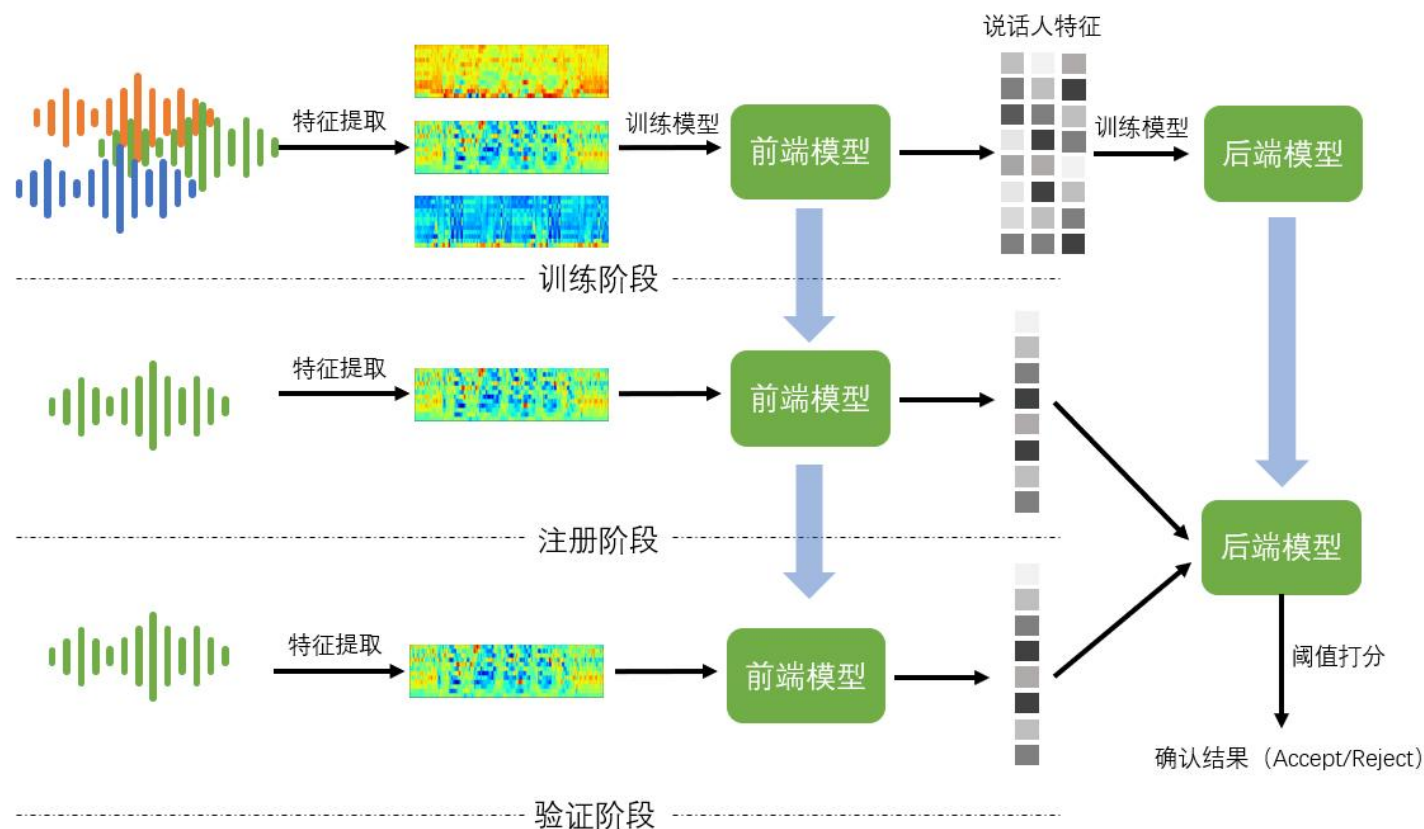 说话人特征
特征提取
训练模型
前端模型
训练模型
后端模型
训练阶段
特征提取
前端模型
注册阶段
后端模型
特征提取
前端模型
阈值打分
确认结果（Accept/Reject）
验证阶段